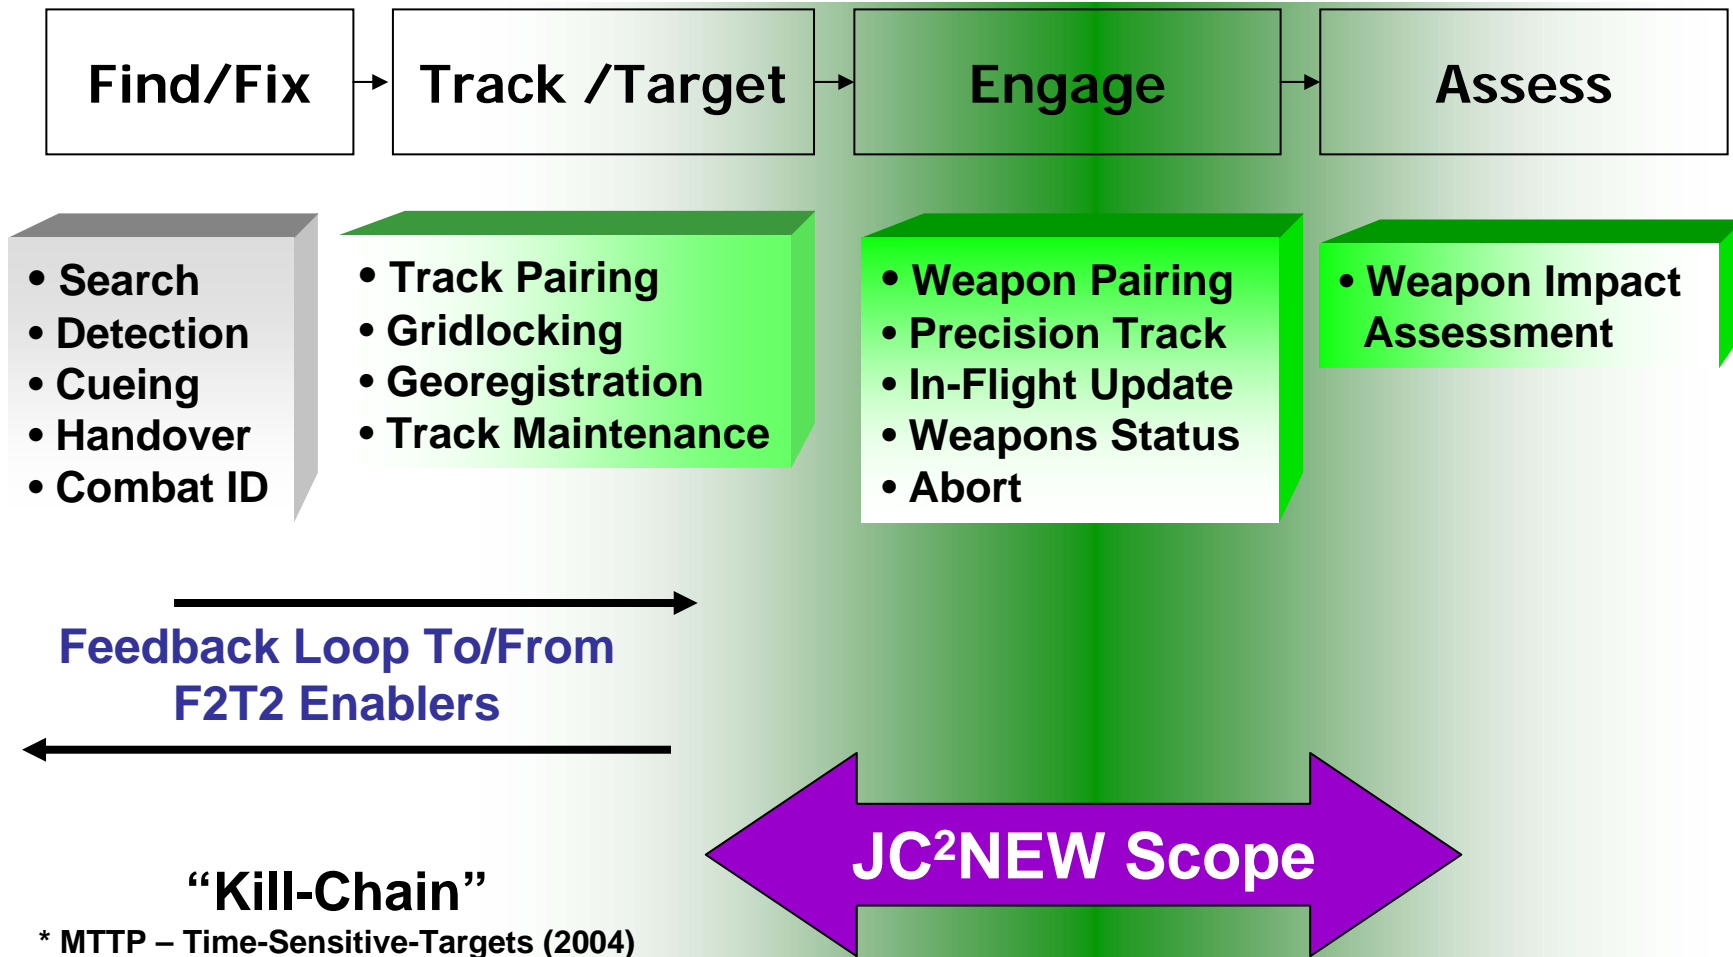 Find/Fix
Track /Target
Engage
Assess
• Search
• Detection
• Cueing
• Handover
• Combat ID
• Track Pairing
• Gridlocking
• Georegistration
• Track Maintenance
• Weapon Pairing
• Precision Track
• In-Flight Update
• Weapons Status
• Abort
• Weapon Impact
Assessment
Feedback Loop To/From
F2T2 Enablers
JC²NEW Scope
“Kill-Chain”
* MTTP – Time-Sensitive-Targets (2004)